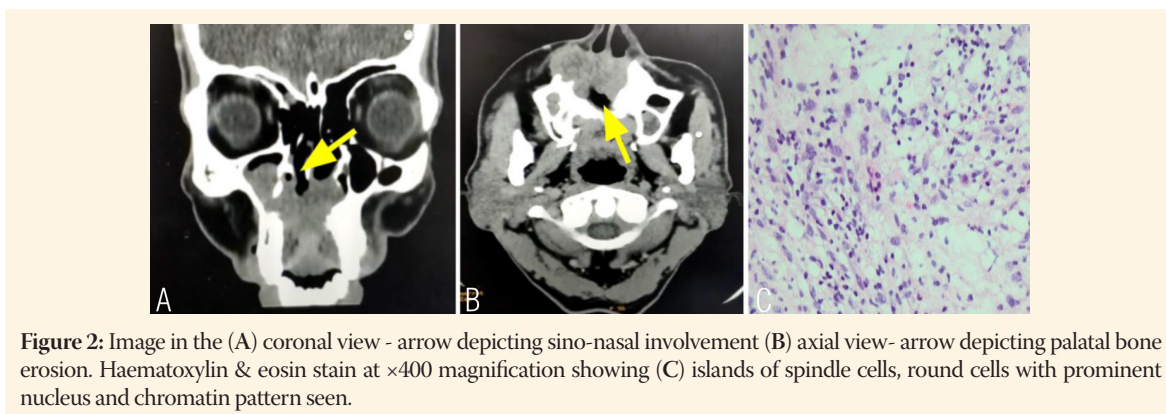 A
B
C
Figure 2: Image in the (A) coronal view - arrow depicting sino-nasal involvement (B) axial view- arrow depicting palatal bone
erosion. Haematoxylin & eosin stain at ×400 magnification showing (C) islands of spindle cells, round cells with prominent
nucleus and chromatin pattern seen.